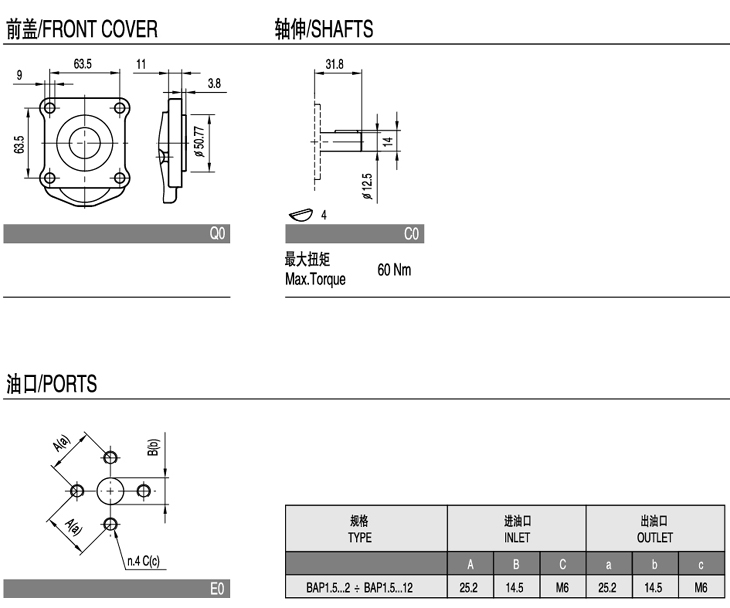 前盖/FRONT COVER
轴伸/SHAFTS
63.5
11
9
3.8
63.5
ø 50.77
31.8
14
ø 12.5
4
Q0
C0
最大扭矩
Max.Torque
60 Nm
油口/PORTS
A(a)
B(b)
A(a)
n.4 C(c)
E0
规格 进油口 出油口
TYPE INLET OUTLET
A B C a b c
BAP1.5...2 ÷ BAP1.5...12 25.2 14.5 M6 25.2 14.5 M6